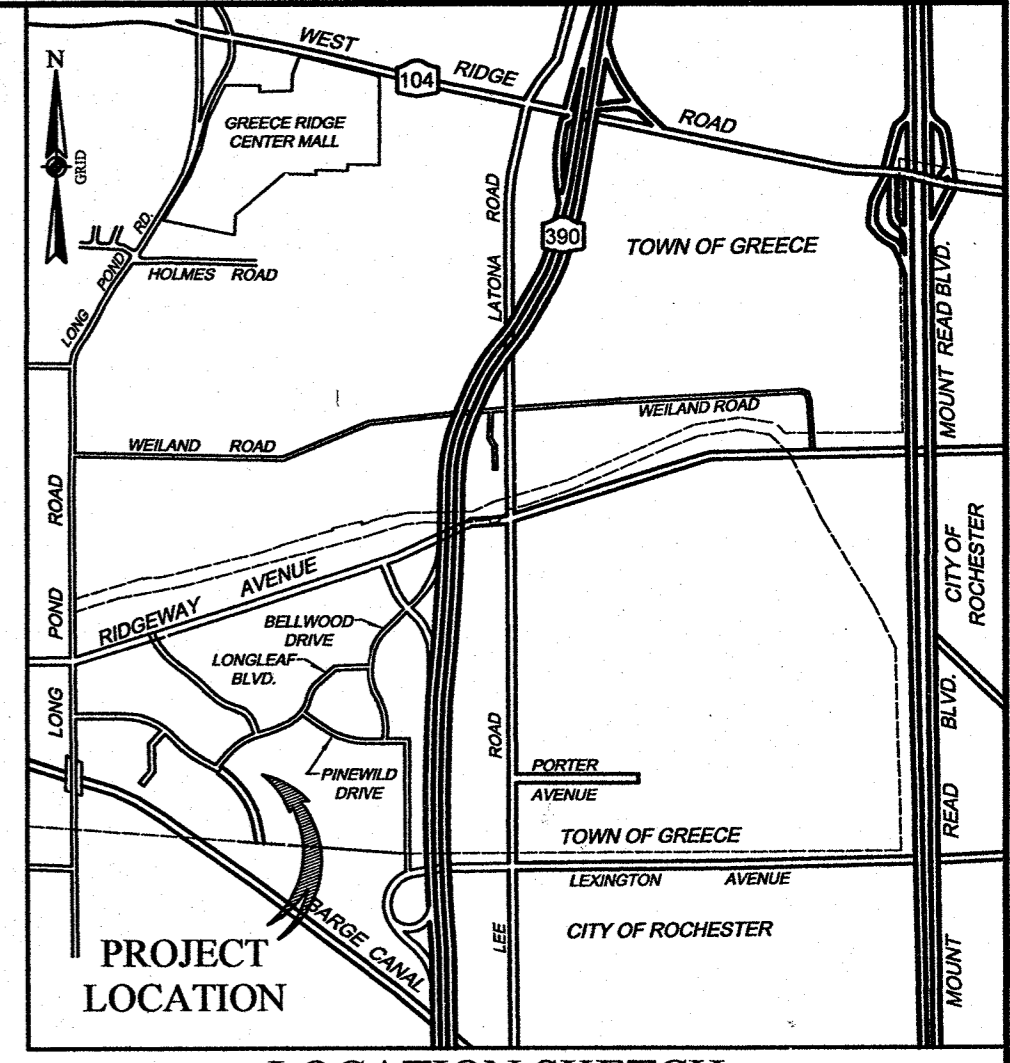 N
GRID
WEST RIDGE ROAD
104
GREECE RIDGE
CENTER MALL
390
TOWN OF GREECE
LATONA ROAD
LONG POND RD.
HOLMES ROAD
MOUNT READ BLVD.
WEILAND ROAD
WEILAND ROAD
LONG POND ROAD
RIDGEWAY AVENUE
CITY OF
ROCHESTER
BELLWOOD
DRIVE
LONGLEAF
BLVD.
PINEWILD
DRIVE
LEE ROAD
PORTER
AVENUE
MOUNT READ BLVD.
TOWN OF GREECE
LEXINGTON AVENUE
BARGE CANAL
CITY OF ROCHESTER
PROJECT
LOCATION
LOCATION SKETCH